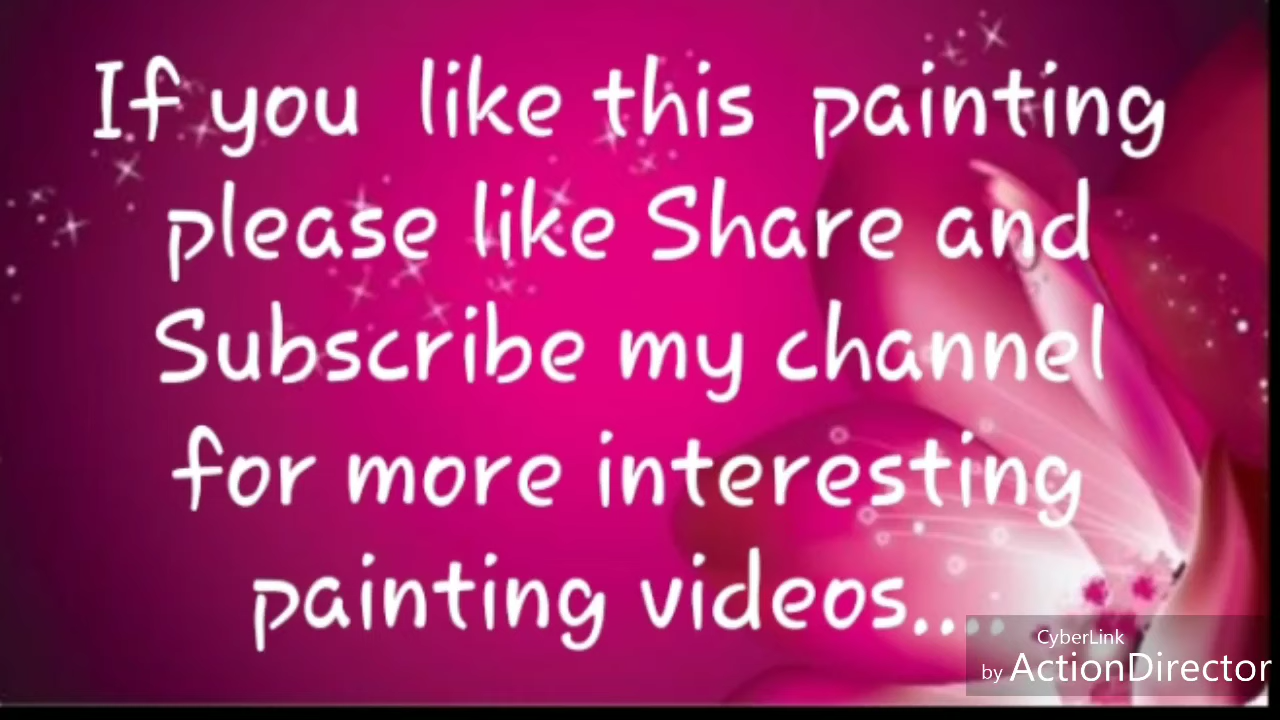 If you like this painting
please like Share and
Subscribe my channel
for more interesting
painting videos....
CyberLink
by ActionDirector